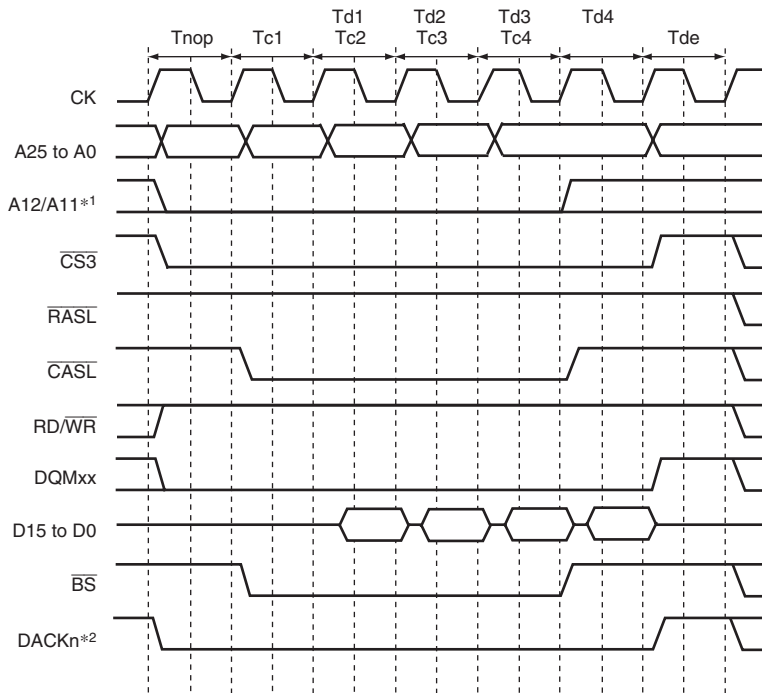 Td1 Td2 Td3 Td4
Tnop Tc1 Tc2 Tc3 Tc4 Tde
CK
A25 to A0
A12/A11*1
CS3
RASL
CASL
RD/WR
DQMxx
D15 to D0
BS
DACKn*2